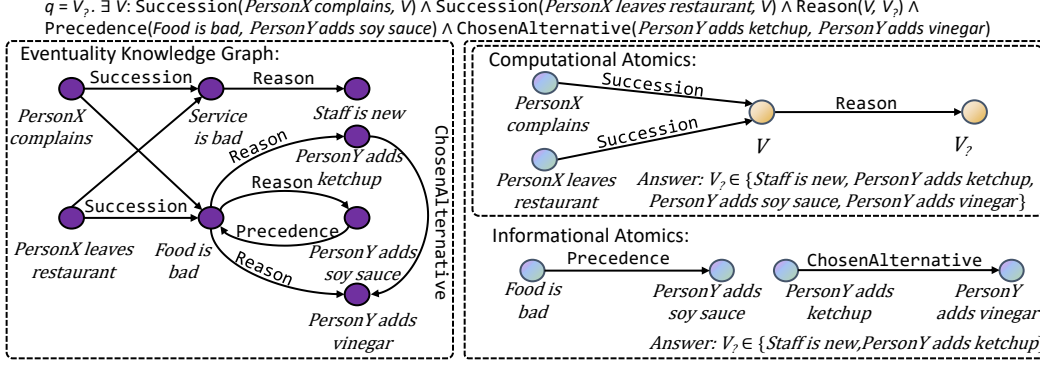 q = V?. ∃ V: Succession(PersonX complains, V) ∧ Succession(PersonX leaves restaurant, V) ∧ Reason(V, V?) ∧
Precedence(Food is bad, PersonY adds soy sauce) ∧ ChosenAlternative(PersonY adds ketchup, PersonY adds vinegar)
Eventuality Knowledge Graph:
Succession
Reason
PersonX
complains
Service
is bad
Staff is new
Reason
PersonY adds
ketchup
ChosenAlternative
Reason
Succession
Precedence
PersonX leaves
restaurant
Food is
bad
PersonY adds
soy sauce
Reason
PersonY adds
vinegar
Computational Atomics:
Succession
PersonX
complains
Reason
Succession
V
V?
PersonX leaves
restaurant
Answer: V? ∈ {Staff is new, PersonY adds ketchup,
PersonY adds soy sauce, PersonY adds vinegar}
Informational Atomics:
Precedence
ChosenAlternative
Food is
bad
PersonY adds
soy sauce
PersonY adds
ketchup
PersonY
adds vinegar
Answer: V? ∈ {Staff is new,PersonY adds ketchup}